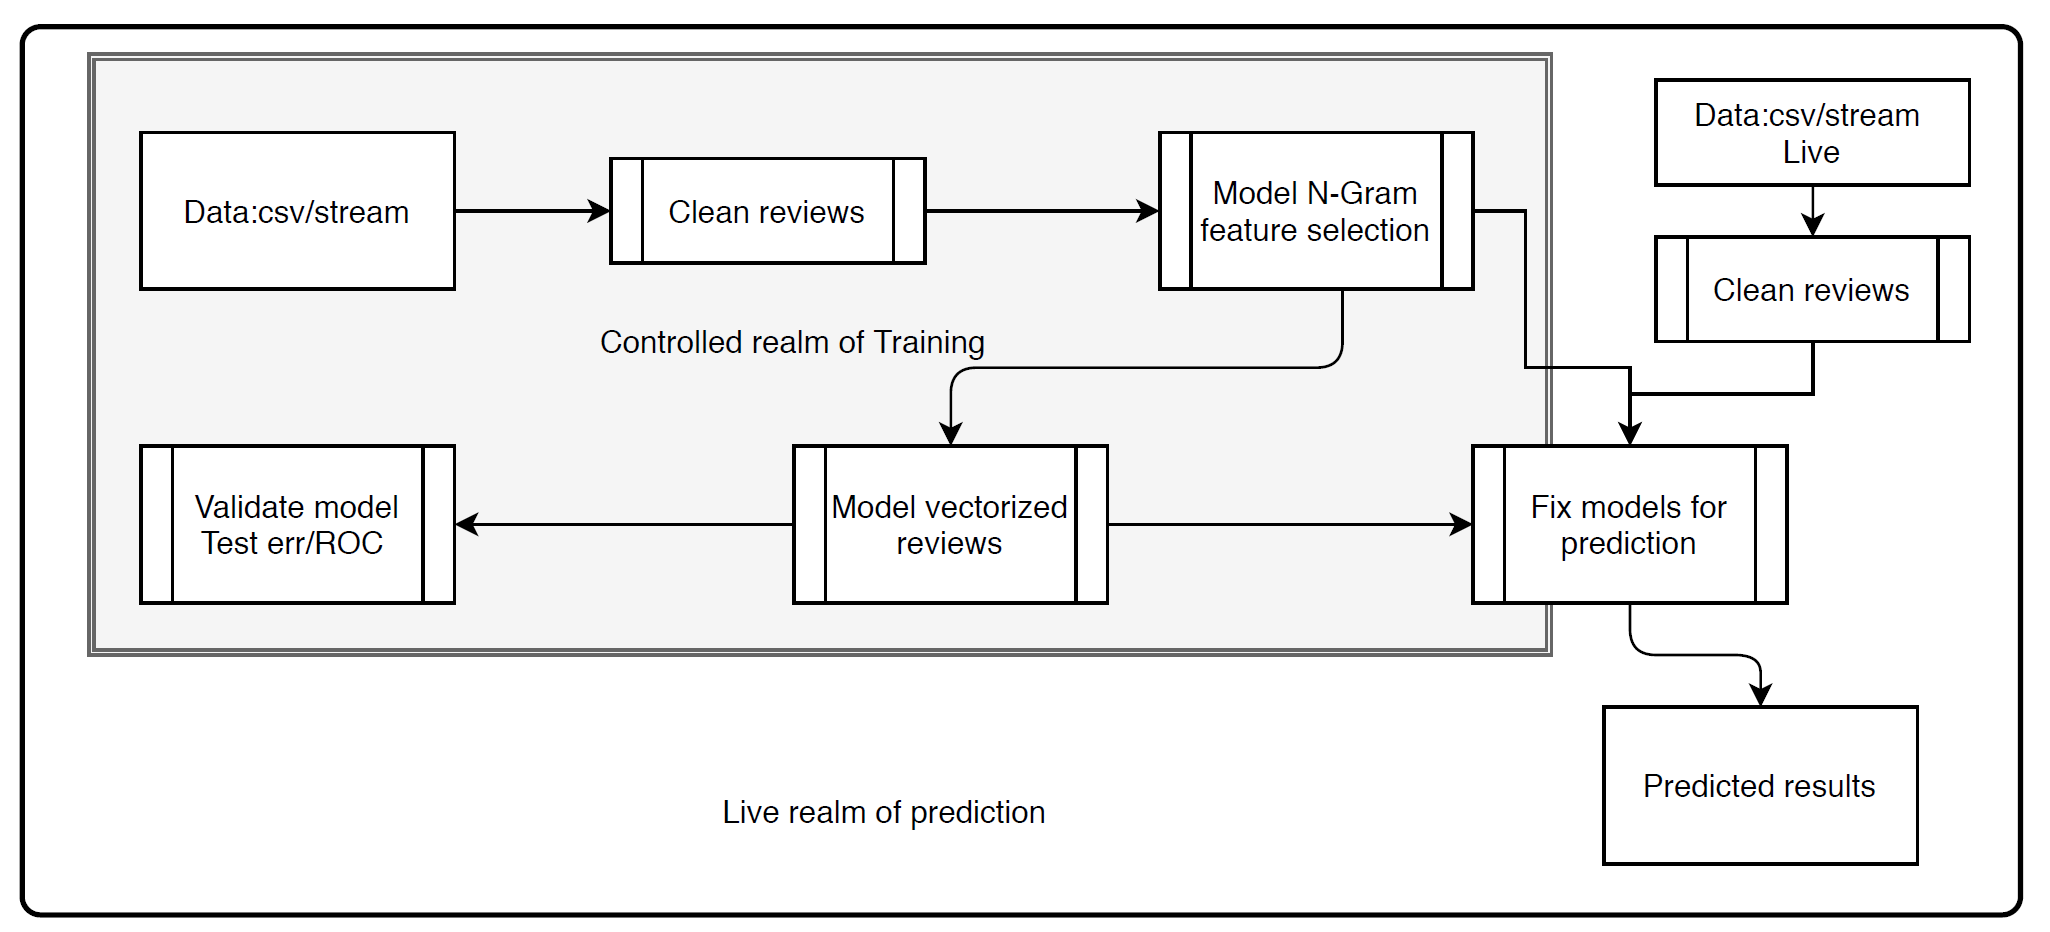 Data:csv/stream
Clean reviews
Model N-Gram
feature selection
Data:csv/stream
Live
Clean reviews
Controlled realm of Training
Validate model
Test err/ROC
Model vectorized
reviews
Fix models for
prediction
Predicted results
Live realm of prediction